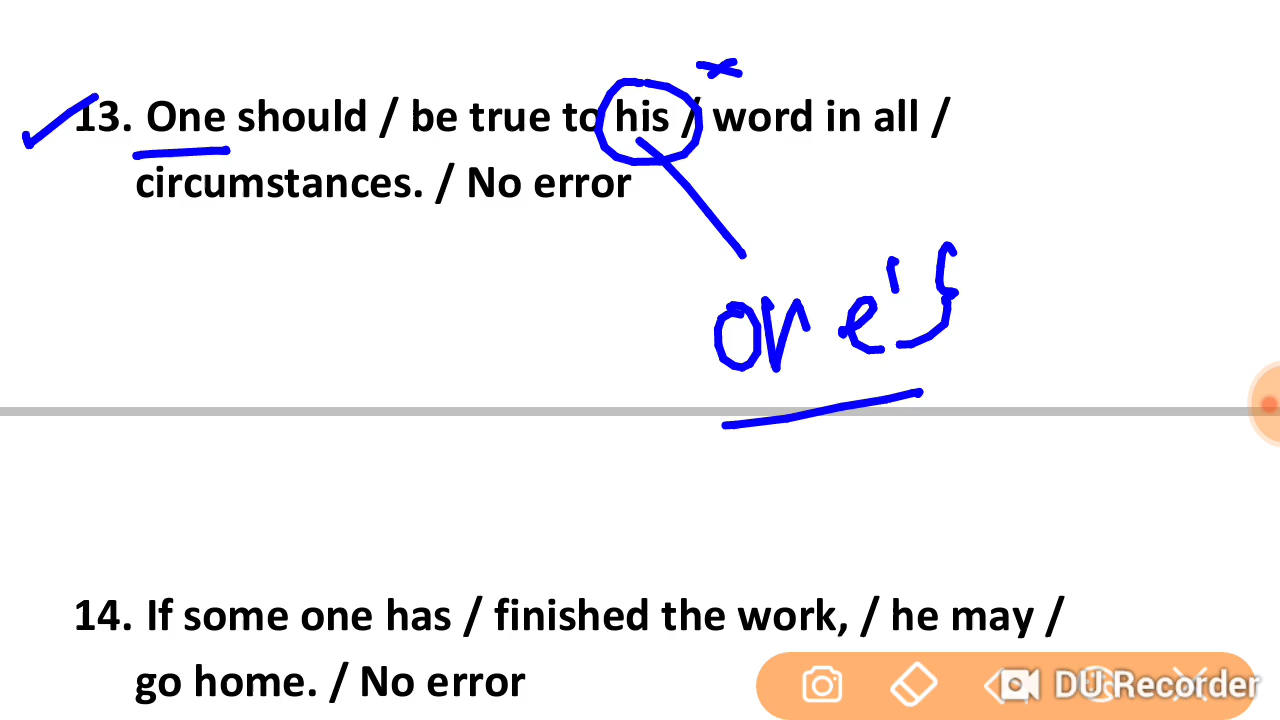 13. One should / be true to his / word in all /
circumstances. / No error
one's
14. If some one has / finished the work, / he may /
go home. / No error
DU Recorder